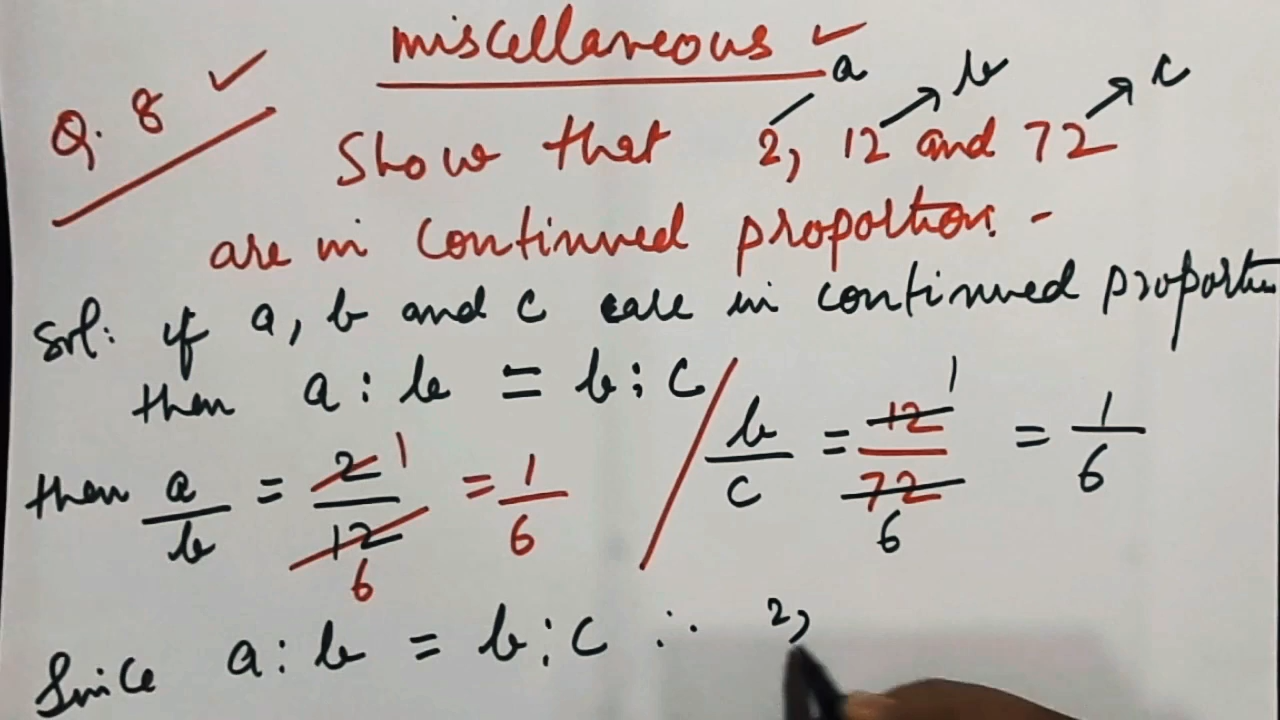 miscellaneous ✓
Q. 8 ✓
a b c
Show that 2, 12 and 72
are in continued proportion. -
Sol: if a, b and c are in continued proportion
then a : b = b : c
then a/b = 2/12 1 6 = 1/6 / b/c = 12/72 1 6 = 1/6
Since a : b = b : c ∴ 2,